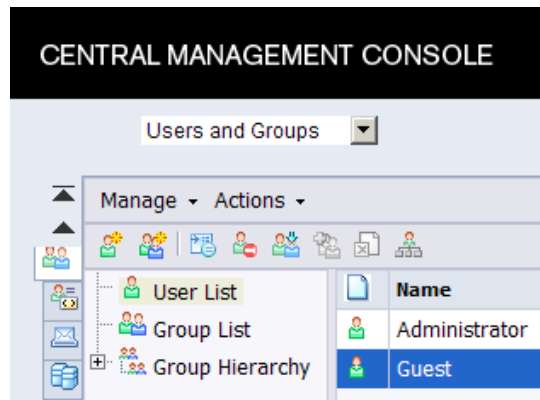 CENTRAL MANAGEMENT CONSOLE
Users and Groups
Manage Actions
User List
Group List
Group Hierarchy
Name
Administrator
Guest